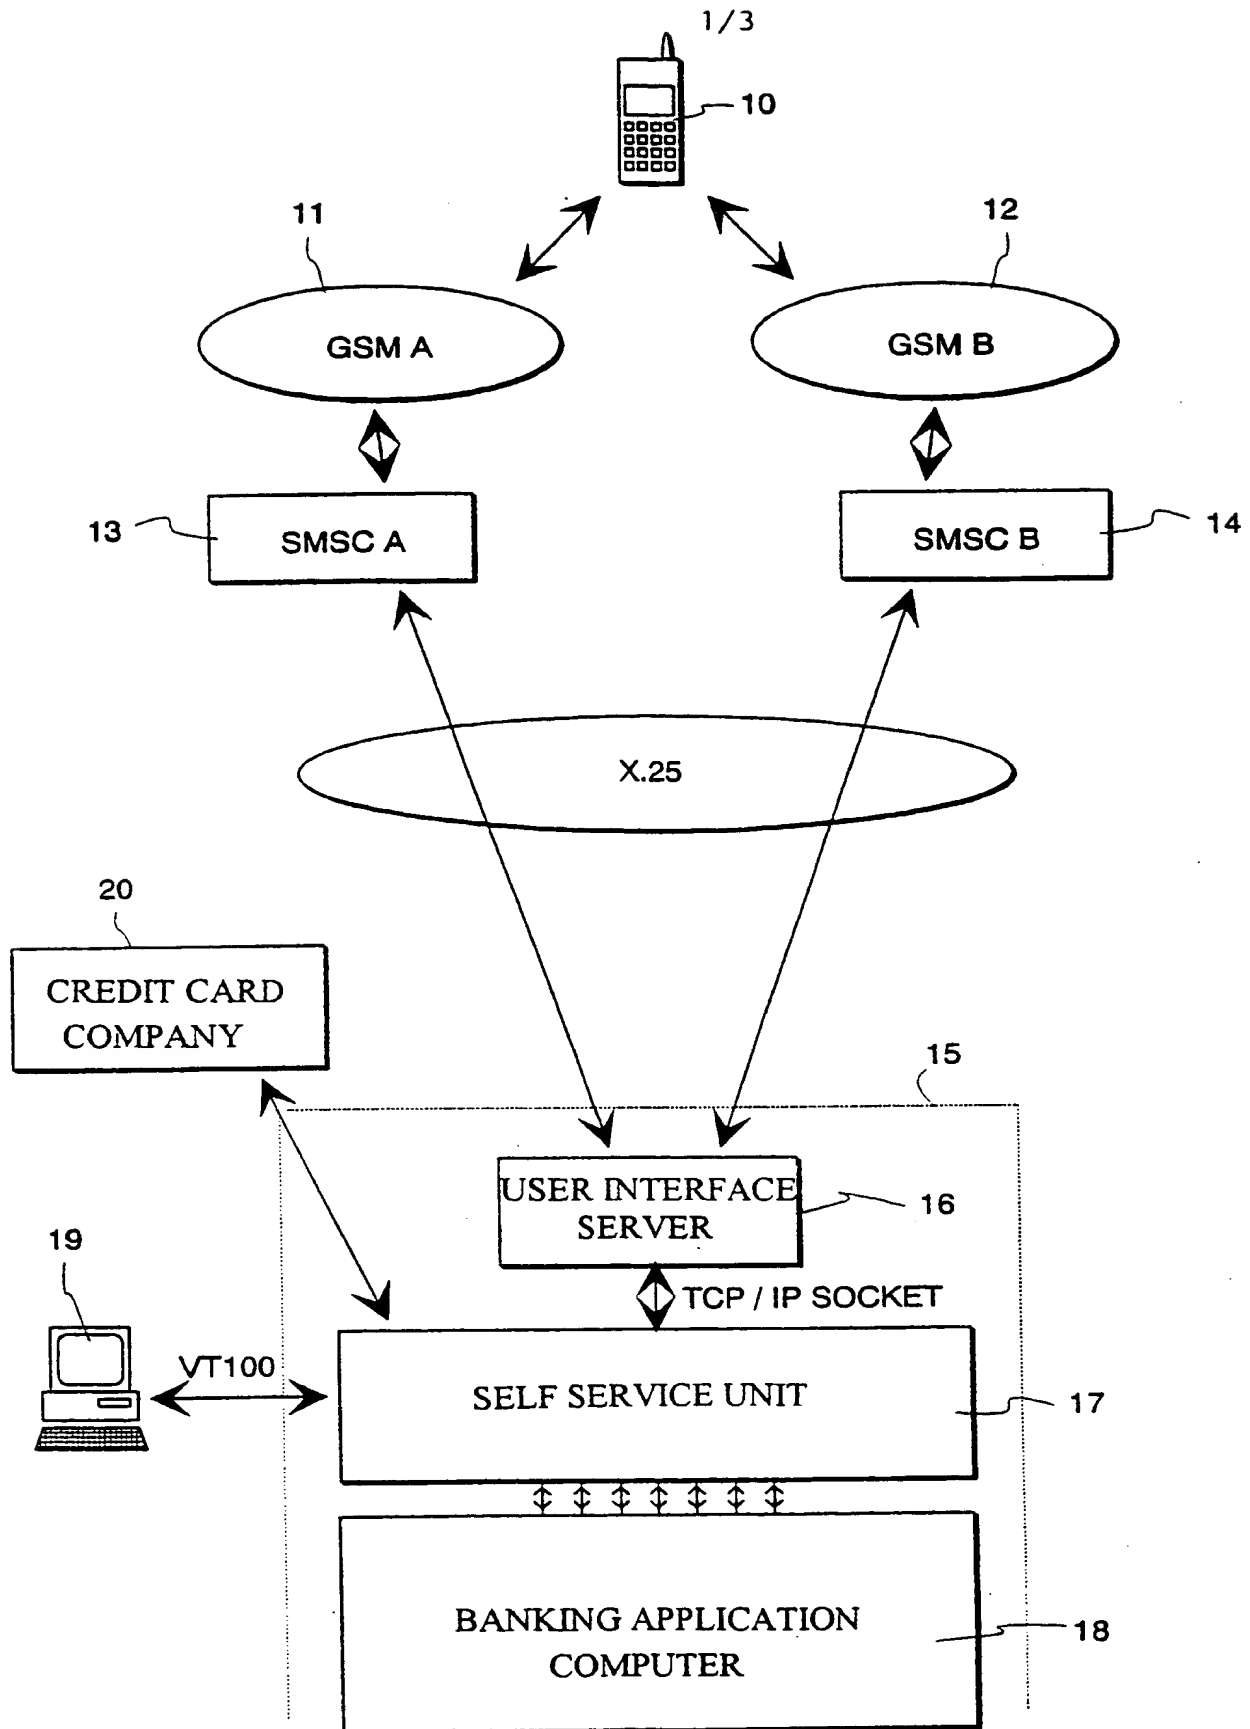 1/3
10
11
12
GSM A
GSM B
13
SMSC A
SMSC B
14
X.25
20
CREDIT CARD
COMPANY
15
USER INTERFACE
SERVER
16
19
TCP / IP SOCKET
VT100
SELF SERVICE UNIT
17
BANKING APPLICATION
COMPUTER
18